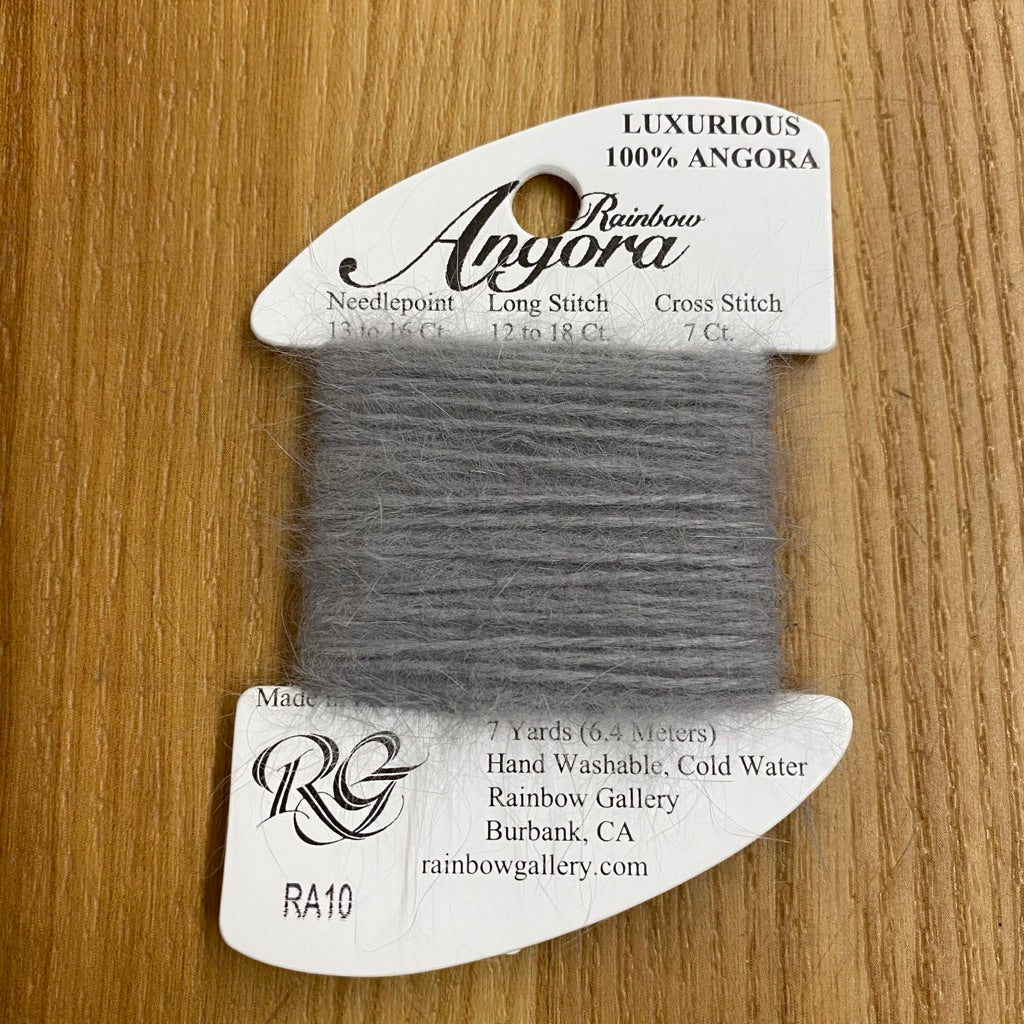 LUXURIOUS
100% ANGORA
Rainbow
Angora
Needlepoint Long Stitch Cross Stitch
13 to 16 Ct. 12 to 18 Ct. 7 Ct.
Made in
7 Yards (6.4 Meters)
RG
Hand Washable, Cold Water
Rainbow Gallery
Burbank, CA
rainbowgallery.com
RA10